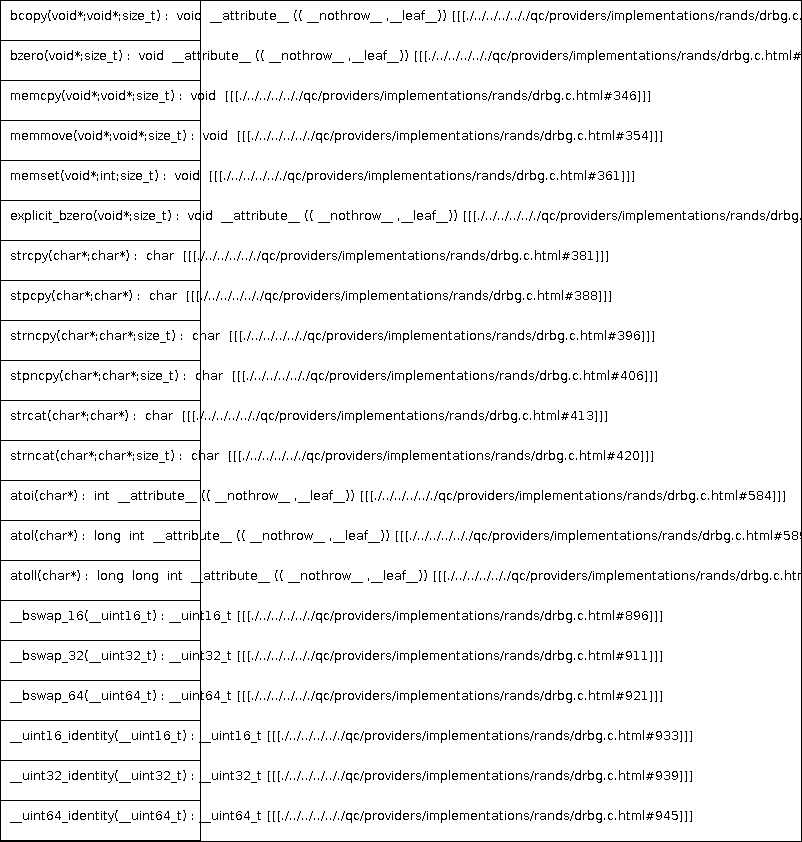 bcopy(void*;void*;size_t) : void __attribute__ (( __nothrow__ ,__leaf__)) [[[./../../../../../qc/providers/implementations/rands/drbg.c.
bzero(void*;size_t) : void __attribute__ (( __nothrow__ ,__leaf__)) [[[./../../../../../qc/providers/implementations/rands/drbg.c.html#
memcpy(void*;void*;size_t) : void [[[./../../../../../qc/providers/implementations/rands/drbg.c.html#346]]]
memmove(void*;void*;size_t) : void [[[./../../../../../qc/providers/implementations/rands/drbg.c.html#354]]]
memset(void*;int;size_t) : void [[[./../../../../../qc/providers/implementations/rands/drbg.c.html#361]]]
explicit_bzero(void*;size_t) : void __attribute__ (( __nothrow__ ,__leaf__)) [[[./../../../../../qc/providers/implementations/rands/drbg.
strcpy(char*;char*) : char [[[./../../../../../qc/providers/implementations/rands/drbg.c.html#381]]]
stpcpy(char*;char*) : char [[[./../../../../../qc/providers/implementations/rands/drbg.c.html#388]]]
strncpy(char*;char*;size_t) : char [[[./../../../../../qc/providers/implementations/rands/drbg.c.html#396]]]
stpncpy(char*;char*;size_t) : char [[[./../../../../../qc/providers/implementations/rands/drbg.c.html#406]]]
strcat(char*;char*) : char [[[./../../../../../qc/providers/implementations/rands/drbg.c.html#413]]]
strncat(char*;char*;size_t) : char [[[./../../../../../qc/providers/implementations/rands/drbg.c.html#420]]]
atoi(char*) : int __attribute__ (( __nothrow__ ,__leaf__)) [[[./../../../../../qc/providers/implementations/rands/drbg.c.html#584]]]
atol(char*) : long int __attribute__ (( __nothrow__ ,__leaf__)) [[[./../../../../../qc/providers/implementations/rands/drbg.c.html#589
atoll(char*) : long long int __attribute__ (( __nothrow__ ,__leaf__)) [[[./../../../../../qc/providers/implementations/rands/drbg.c.htm
__bswap_16(__uint16_t) : __uint16_t [[[./../../../../../qc/providers/implementations/rands/drbg.c.html#896]]]
__bswap_32(__uint32_t) : __uint32_t [[[./../../../../../qc/providers/implementations/rands/drbg.c.html#911]]]
__bswap_64(__uint64_t) : __uint64_t [[[./../../../../../qc/providers/implementations/rands/drbg.c.html#921]]]
__uint16_identity(__uint16_t) : __uint16_t [[[./../../../../../qc/providers/implementations/rands/drbg.c.html#933]]]
__uint32_identity(__uint32_t) : __uint32_t [[[./../../../../../qc/providers/implementations/rands/drbg.c.html#939]]]
__uint64_identity(__uint64_t) : __uint64_t [[[./../../../../../qc/providers/implementations/rands/drbg.c.html#945]]]